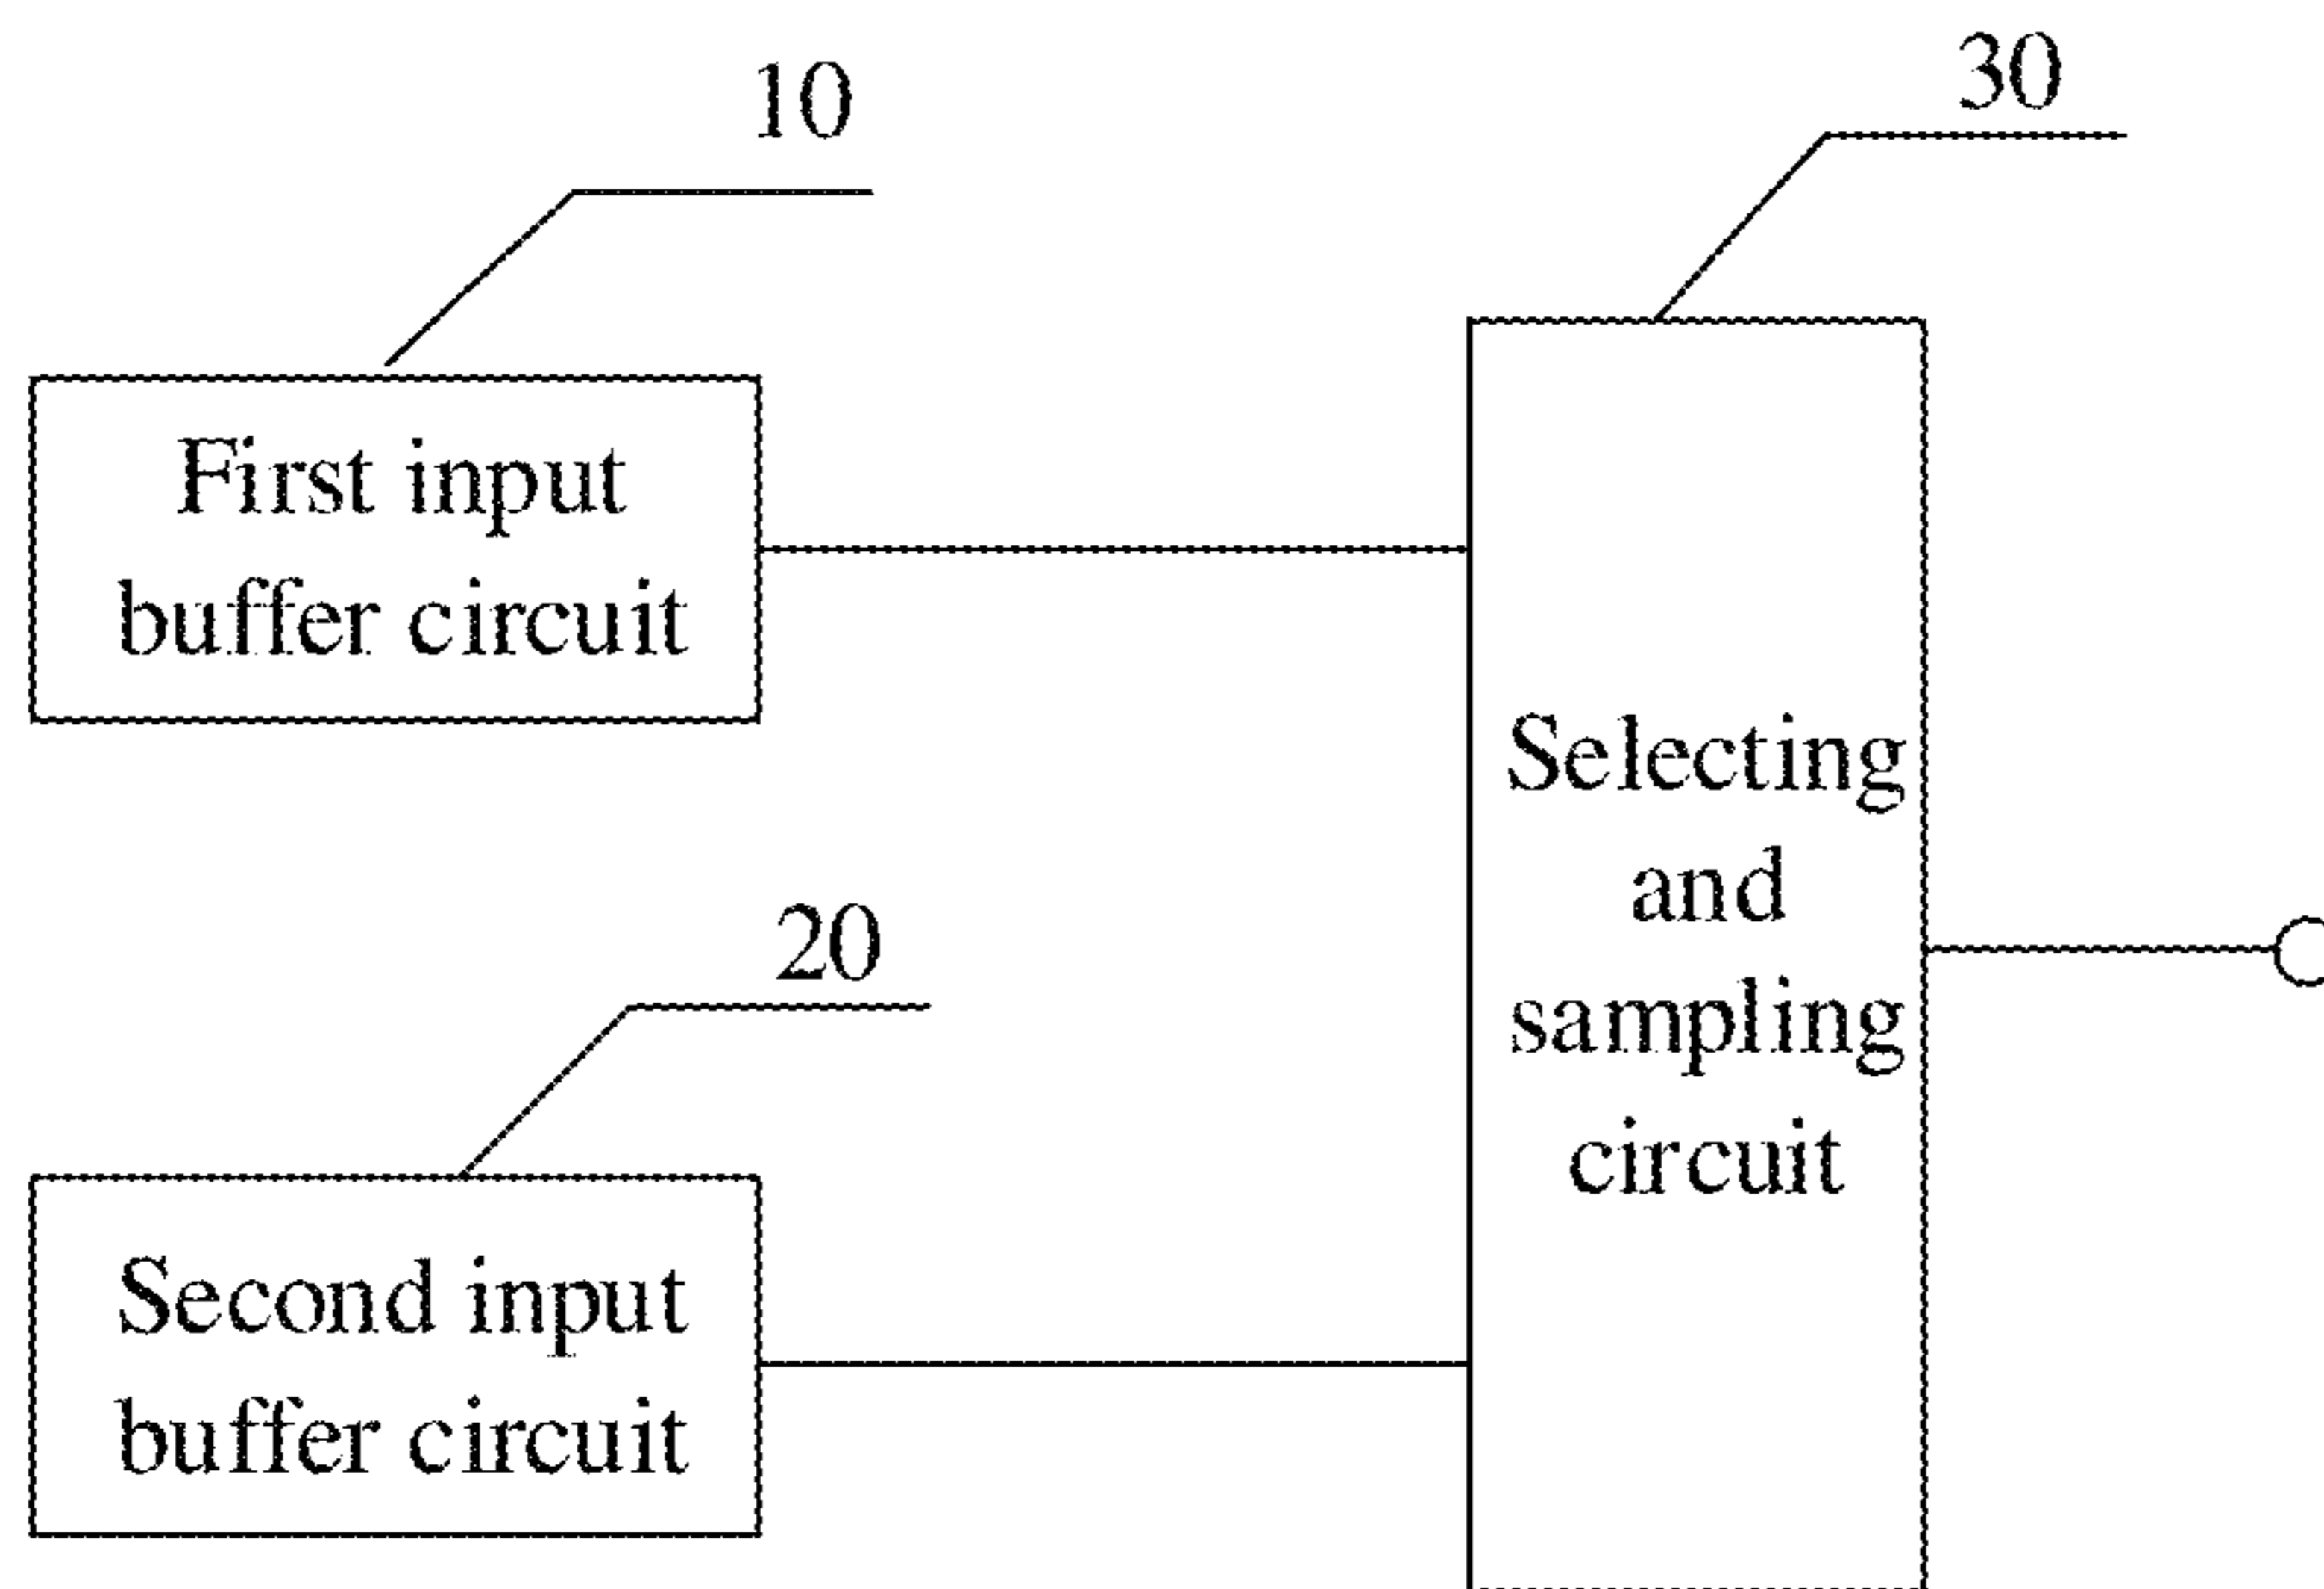 10
30
First input
buffer circuit
Selecting
and
sampling
circuit
20
Second input
buffer circuit